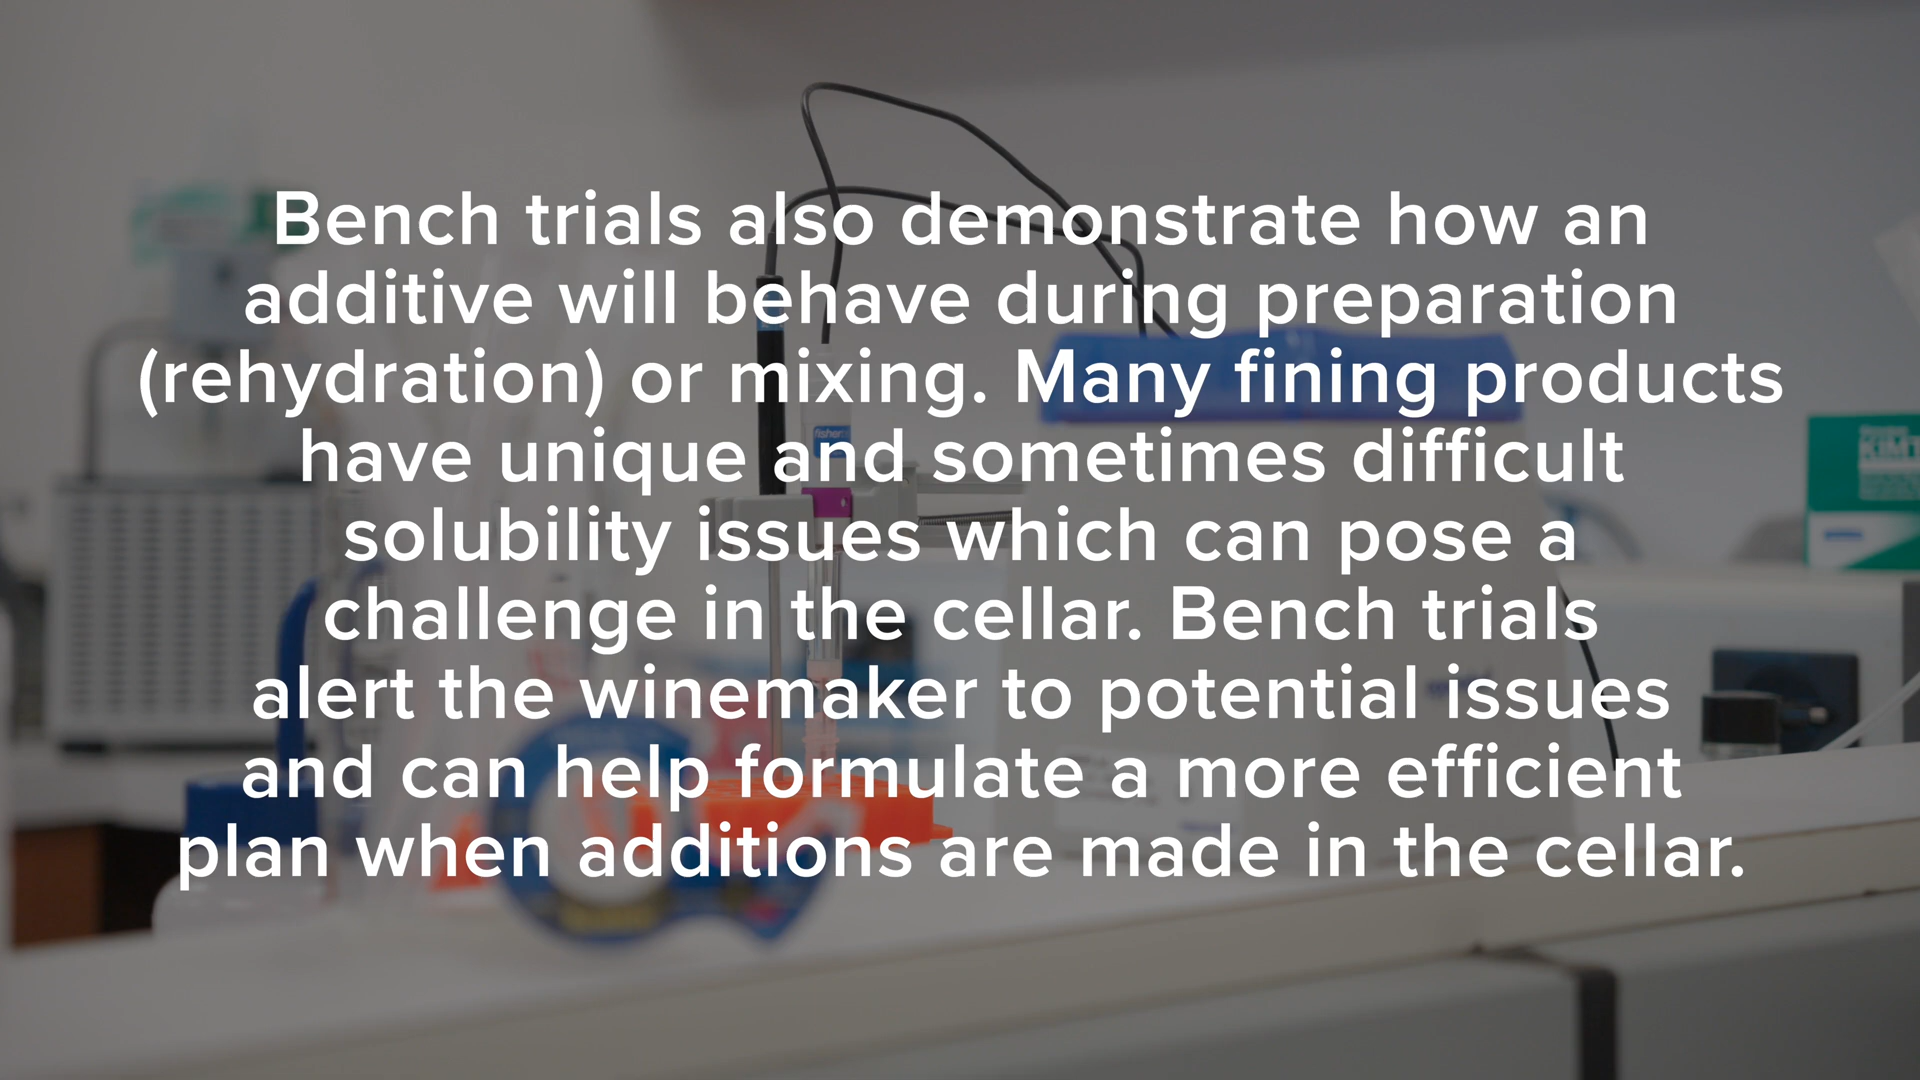 Bench trials also demonstrate how an
additive will behave during preparation
(rehydration) or mixing. Many fining products
have unique and sometimes difficult
solubility issues which can pose a
challenge in the cellar. Bench trials
alert the winemaker to potential issues
and can help formulate a more efficient
plan when additions are made in the cellar.
fisher